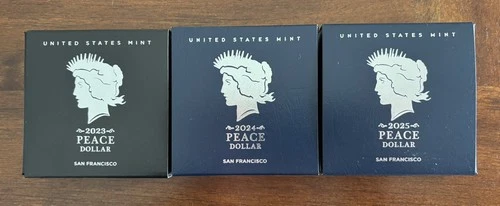 UNITED STATES MINT
2023
PEACE
DOLLAR
SAN FRANCISCO
UNITED STATES MINT
2024
PEACE
DOLLAR
SAN FRANCISCO
UNITED STATES MINT
2025
PEACE
DOLLAR
SAN FRANCISCO